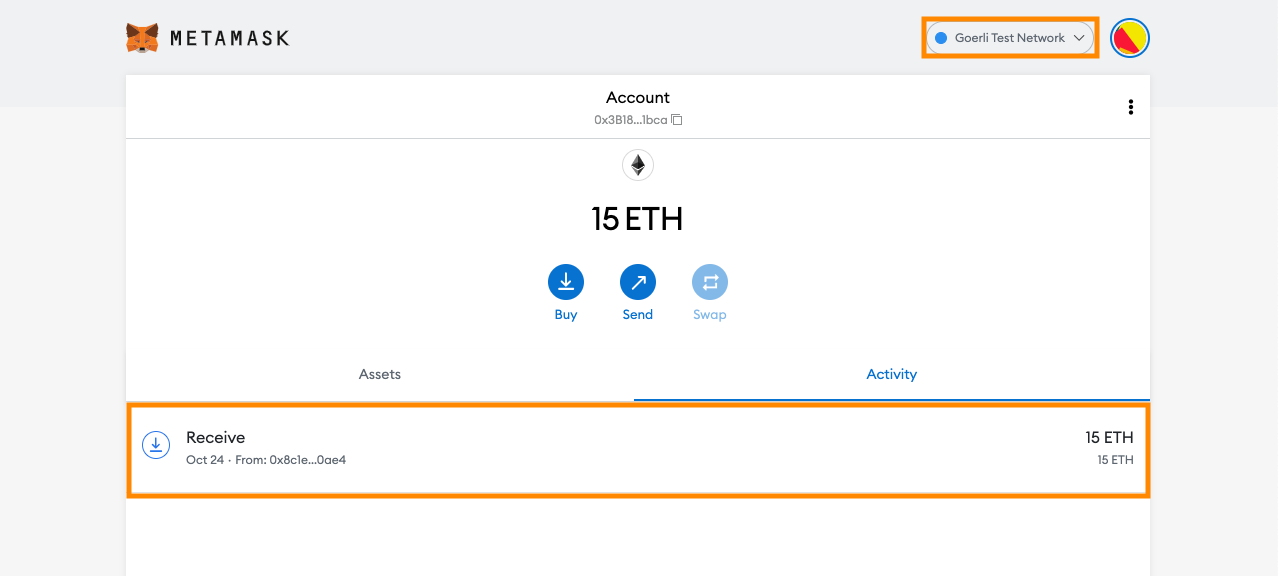 METAMASK
Goerli Test Network
Account
0x3B18...1bca
15 ETH
Buy
Send
Swap
Assets
Activity
Receive
15 ETH
Oct 24 · From: 0x8c1e...0ae4
15 ETH